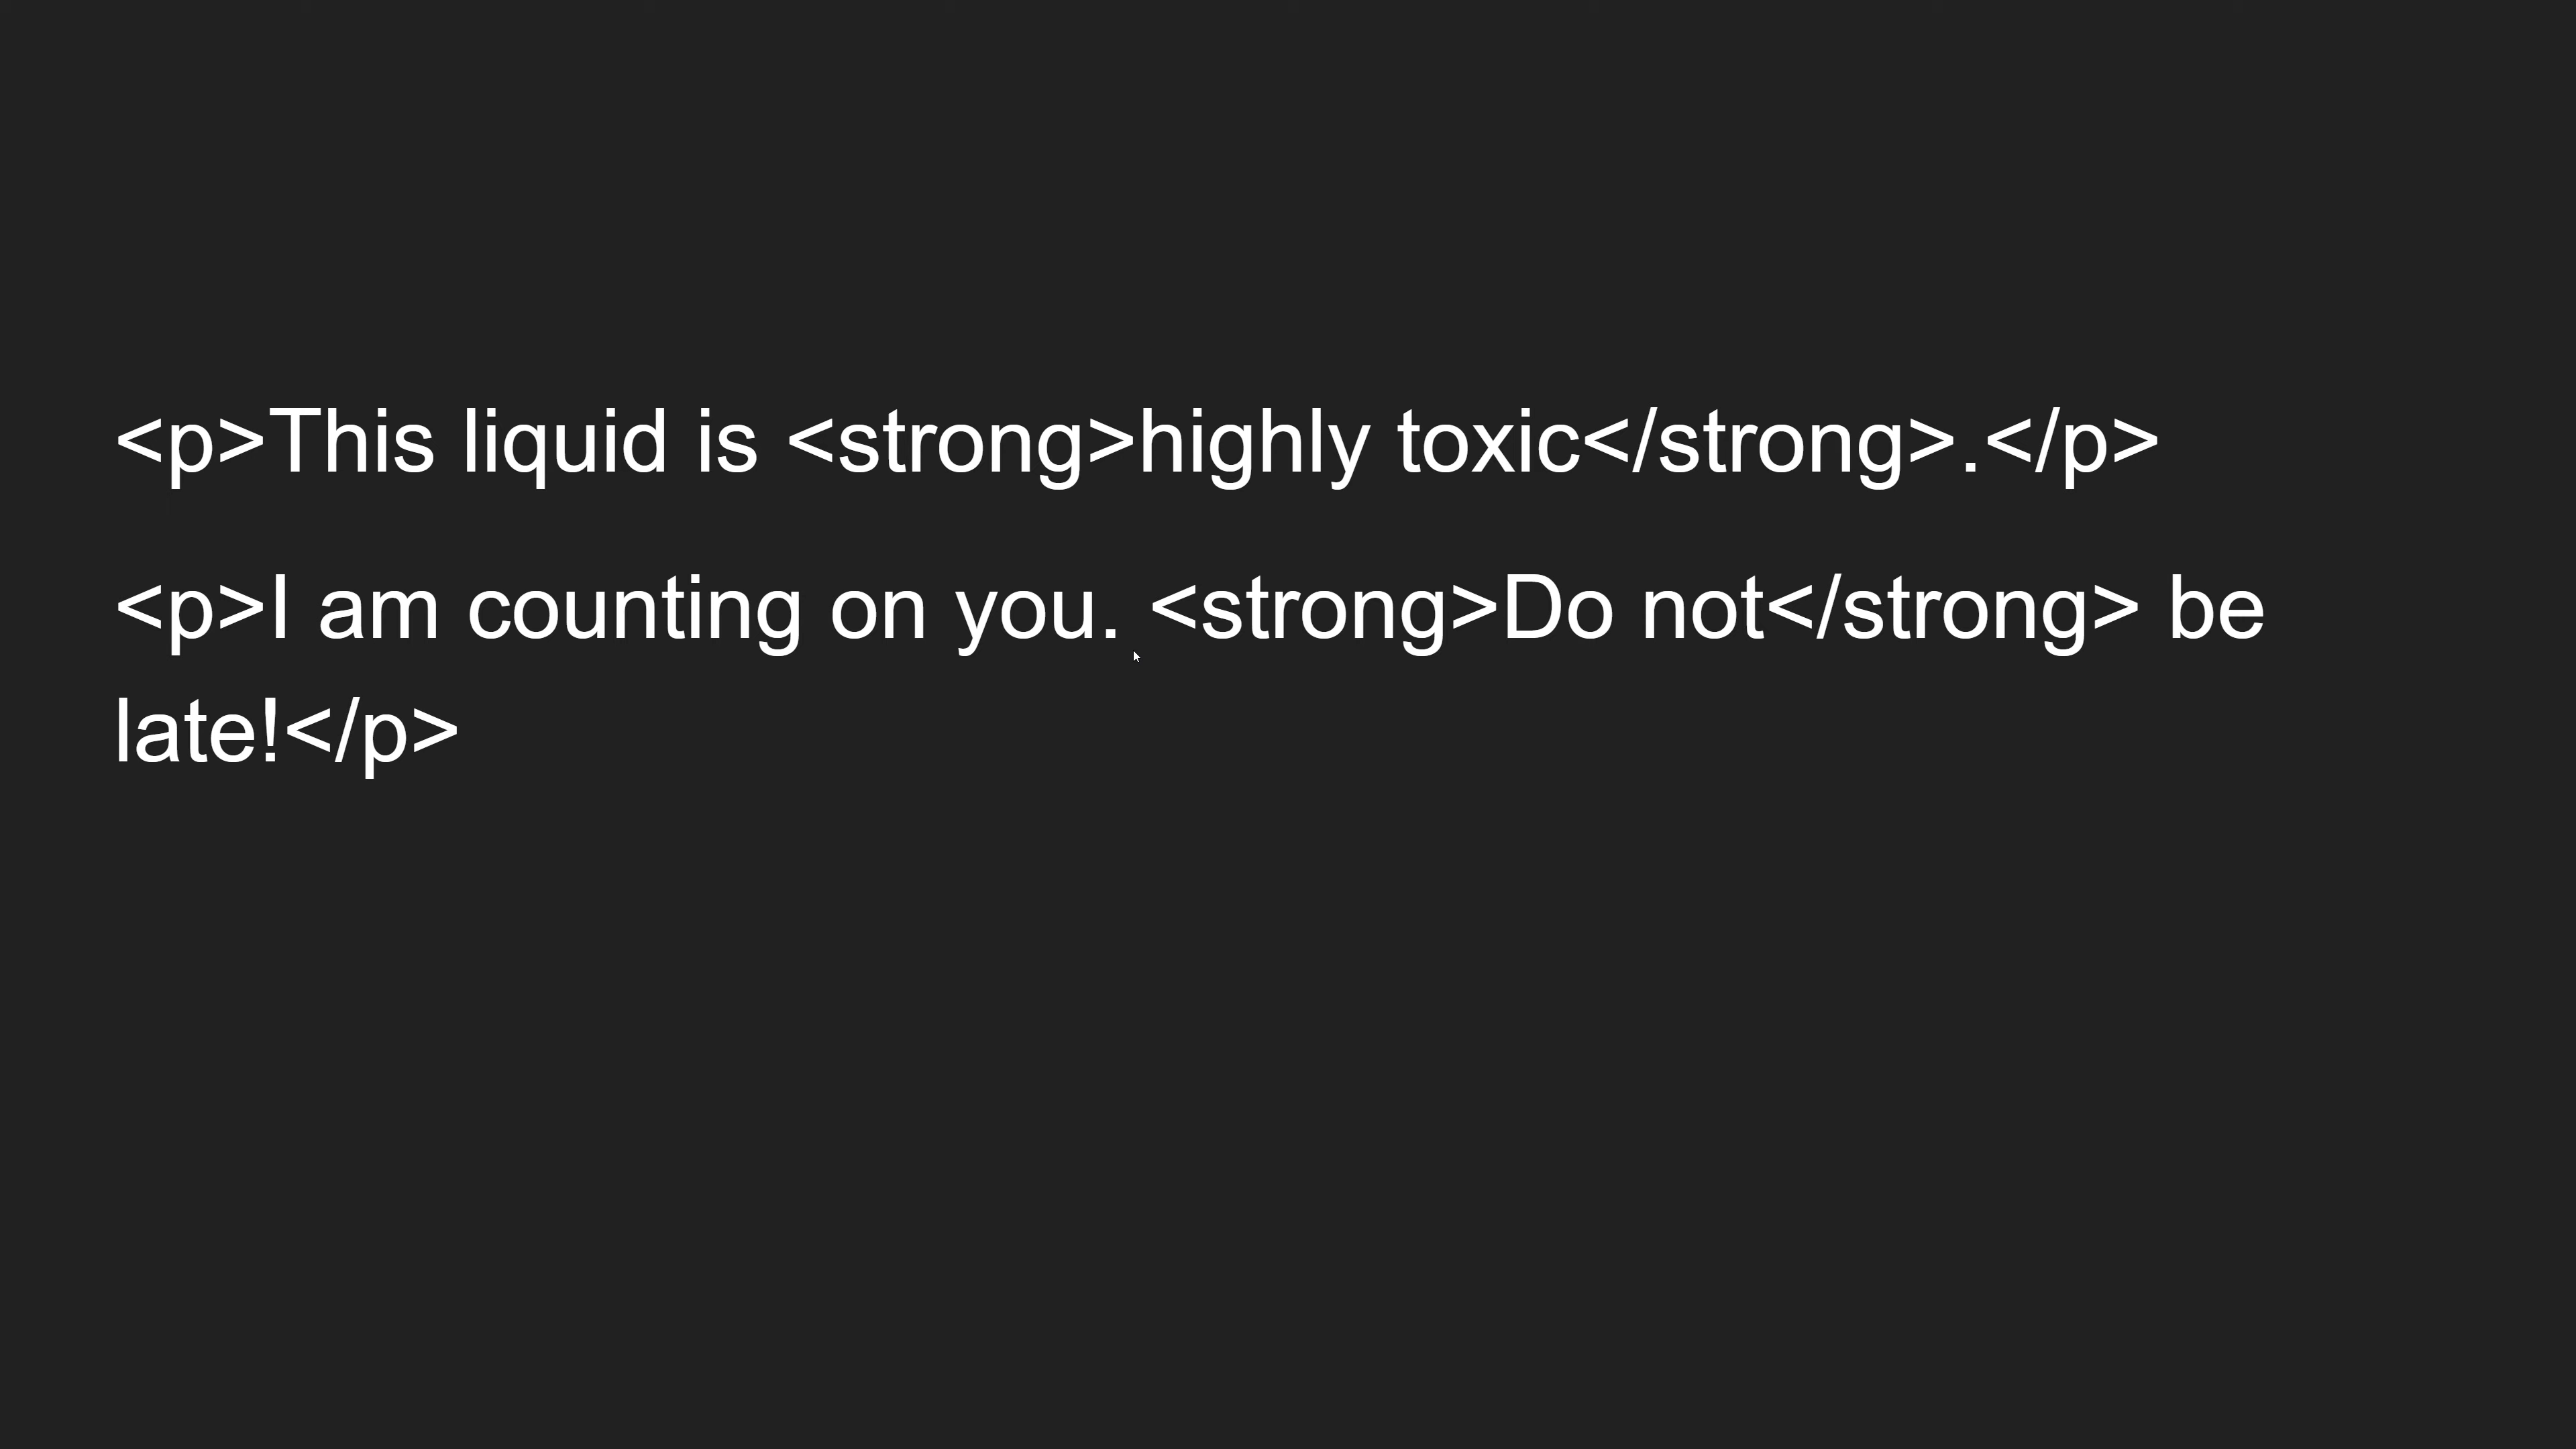 <p>This liquid is <strong>highly toxic</strong>.</p>
<p>I am counting on you. <strong>Do not</strong> be
late!</p>